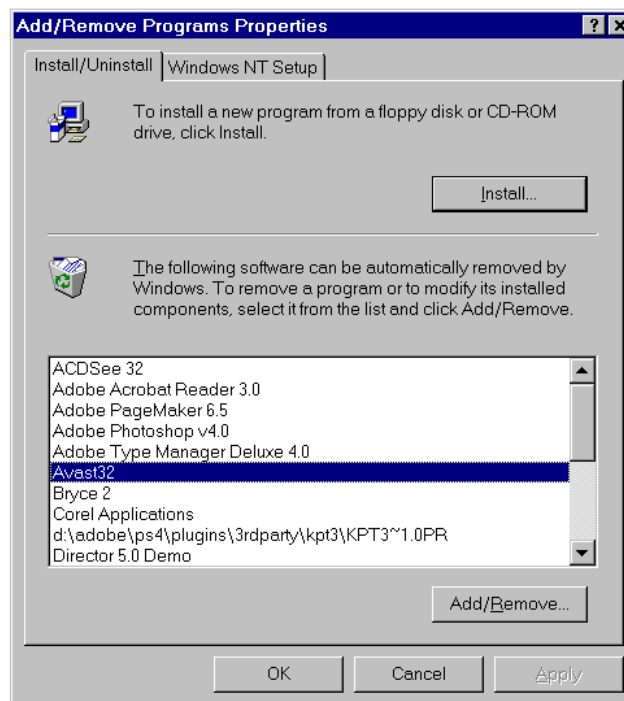 Add/Remove Programs Properties
Install/Uninstall
Windows NT Setup
To install a new program from a floppy disk or CD-ROM
drive, click Install.
Install...
The following software can be automatically removed by
Windows. To remove a program or to modify its installed
components, select it from the list and click Add/Remove.
ACDSee 32
Adobe Acrobat Reader 3.0
Adobe PageMaker 6.5
Adobe Photoshop v4.0
Adobe Type Manager Deluxe 4.0
Avast32
Bryce 2
Corel Applications
d:\adobe\ps4\plugins\3rdparty\kpt3\KPT3~1.0PR
Director 5.0 Demo
Add/Remove...
OK
Cancel
Apply